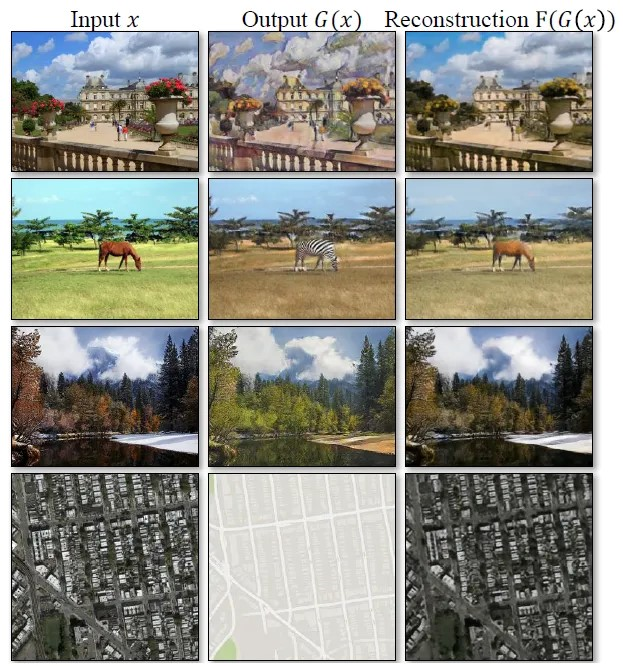 Input x Output G(x) Reconstruction F(G(x))